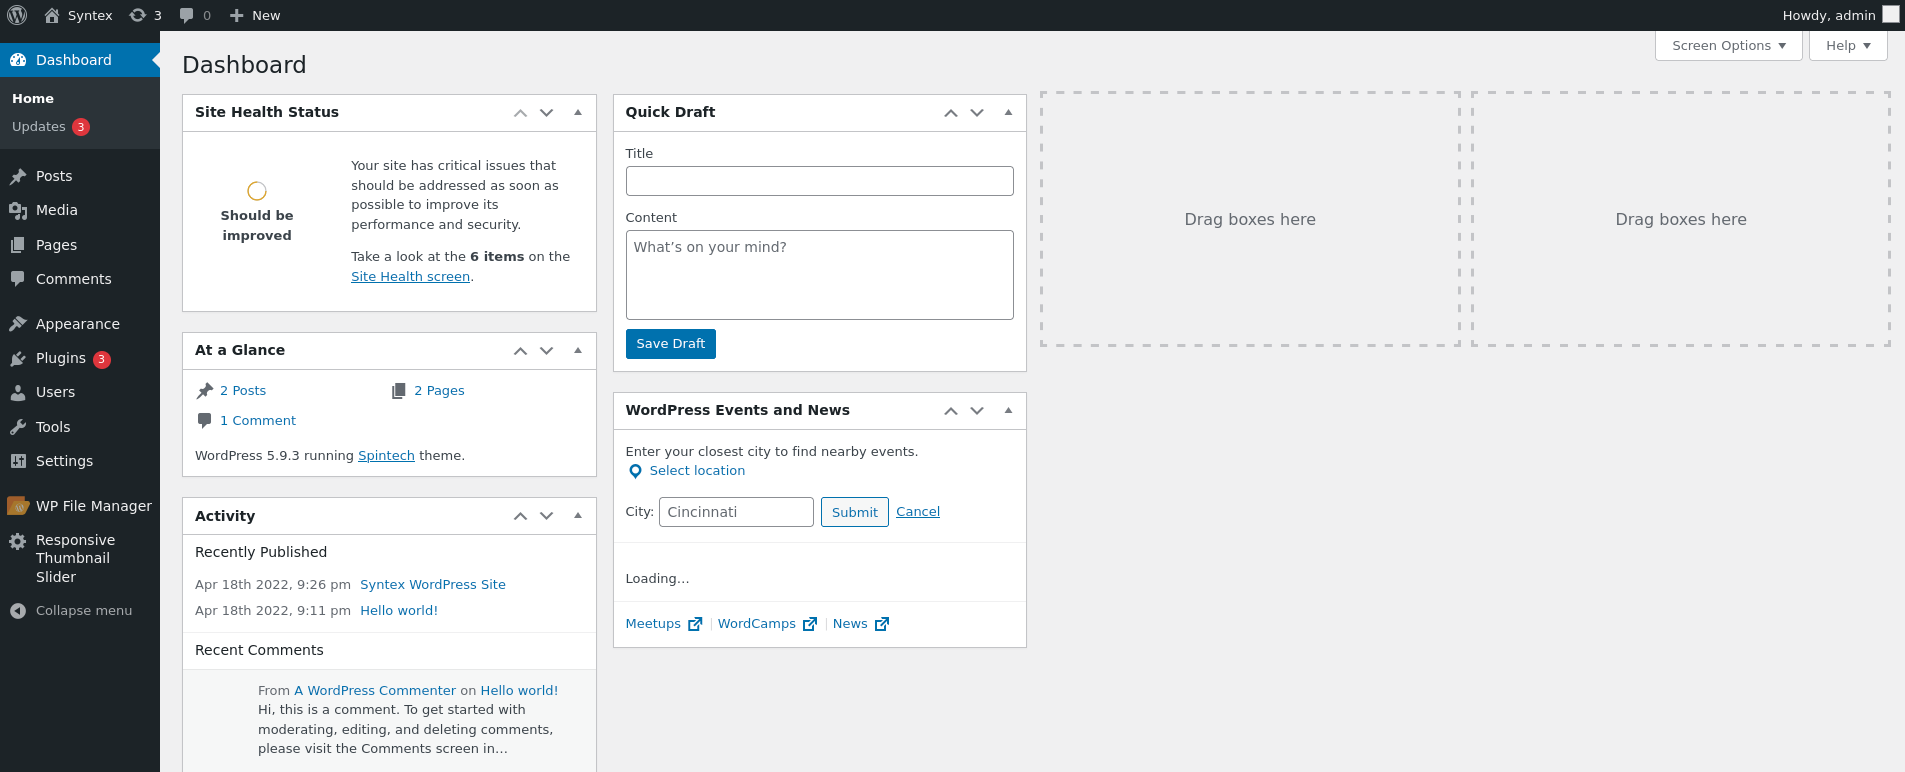 Syntex 3 0 New Howdy, admin
Screen Options Help
Dashboard
Home
Updates 3
Posts
Media
Pages
Comments
Appearance
Plugins 3
Users
Tools
Settings
WP File Manager
Responsive
Thumbnail
Slider
Collapse menu
Dashboard
Site Health Status
Should be
improved
Your site has critical issues that
should be addressed as soon as
possible to improve its
performance and security.
Take a look at the 6 items on the
Site Health screen.
At a Glance
2 Posts 2 Pages
1 Comment
WordPress 5.9.3 running Spintech theme.
Activity
Recently Published
Apr 18th 2022, 9:26 pm Syntex WordPress Site
Apr 18th 2022, 9:11 pm Hello world!
Recent Comments
From A WordPress Commenter on Hello world!
Hi, this is a comment. To get started with
moderating, editing, and deleting comments,
please visit the Comments screen in…
Quick Draft
Title
Content
What’s on your mind?
Save Draft
WordPress Events and News
Enter your closest city to find nearby events.
Select location
City: Cincinnati Submit Cancel
Loading…
Meetups | WordCamps | News
Drag boxes here
Drag boxes here